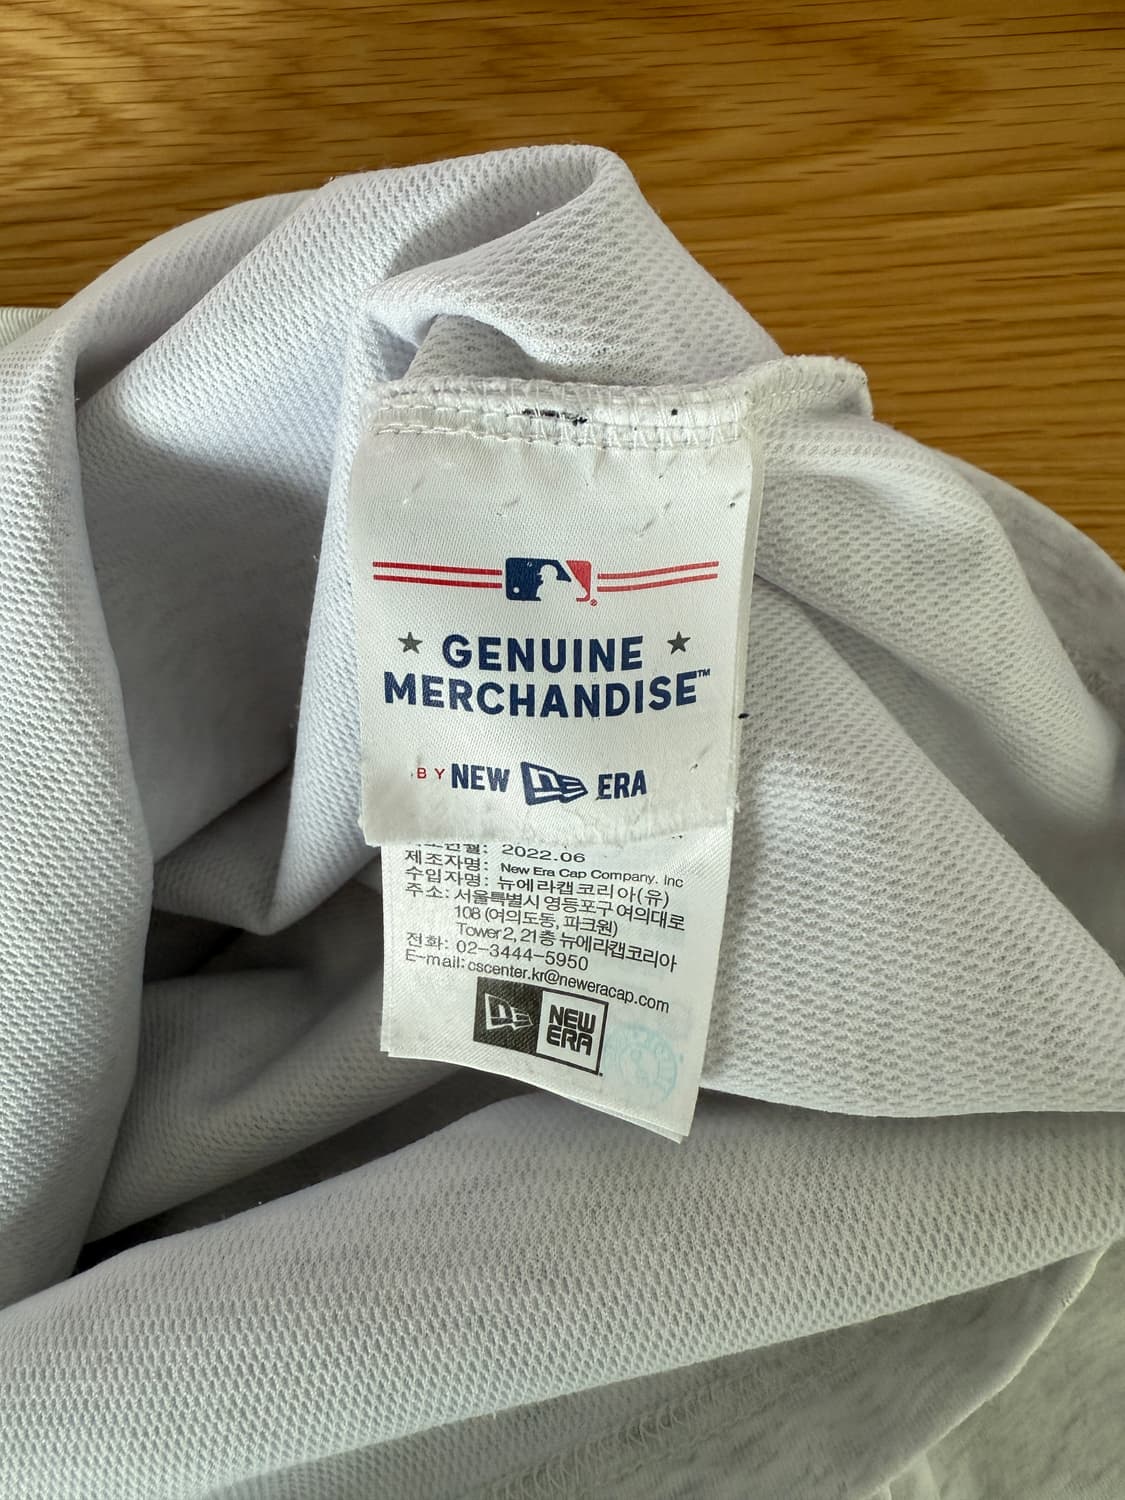 GENUINE
MERCHANDISE™
BY NEW ERA
2022.06
제조자명: New Era Cap Company. Inc
수입자명: 뉴에라캡코리아(유)
주소: 서울특별시 영등포구 여의대로
108 (여의도동, 파크원)
Tower 2, 21층 뉴에라캡코리아
전화: 02-3444-5950
E-mail: cscenter.kr@neweracap.com
NEW
ERA